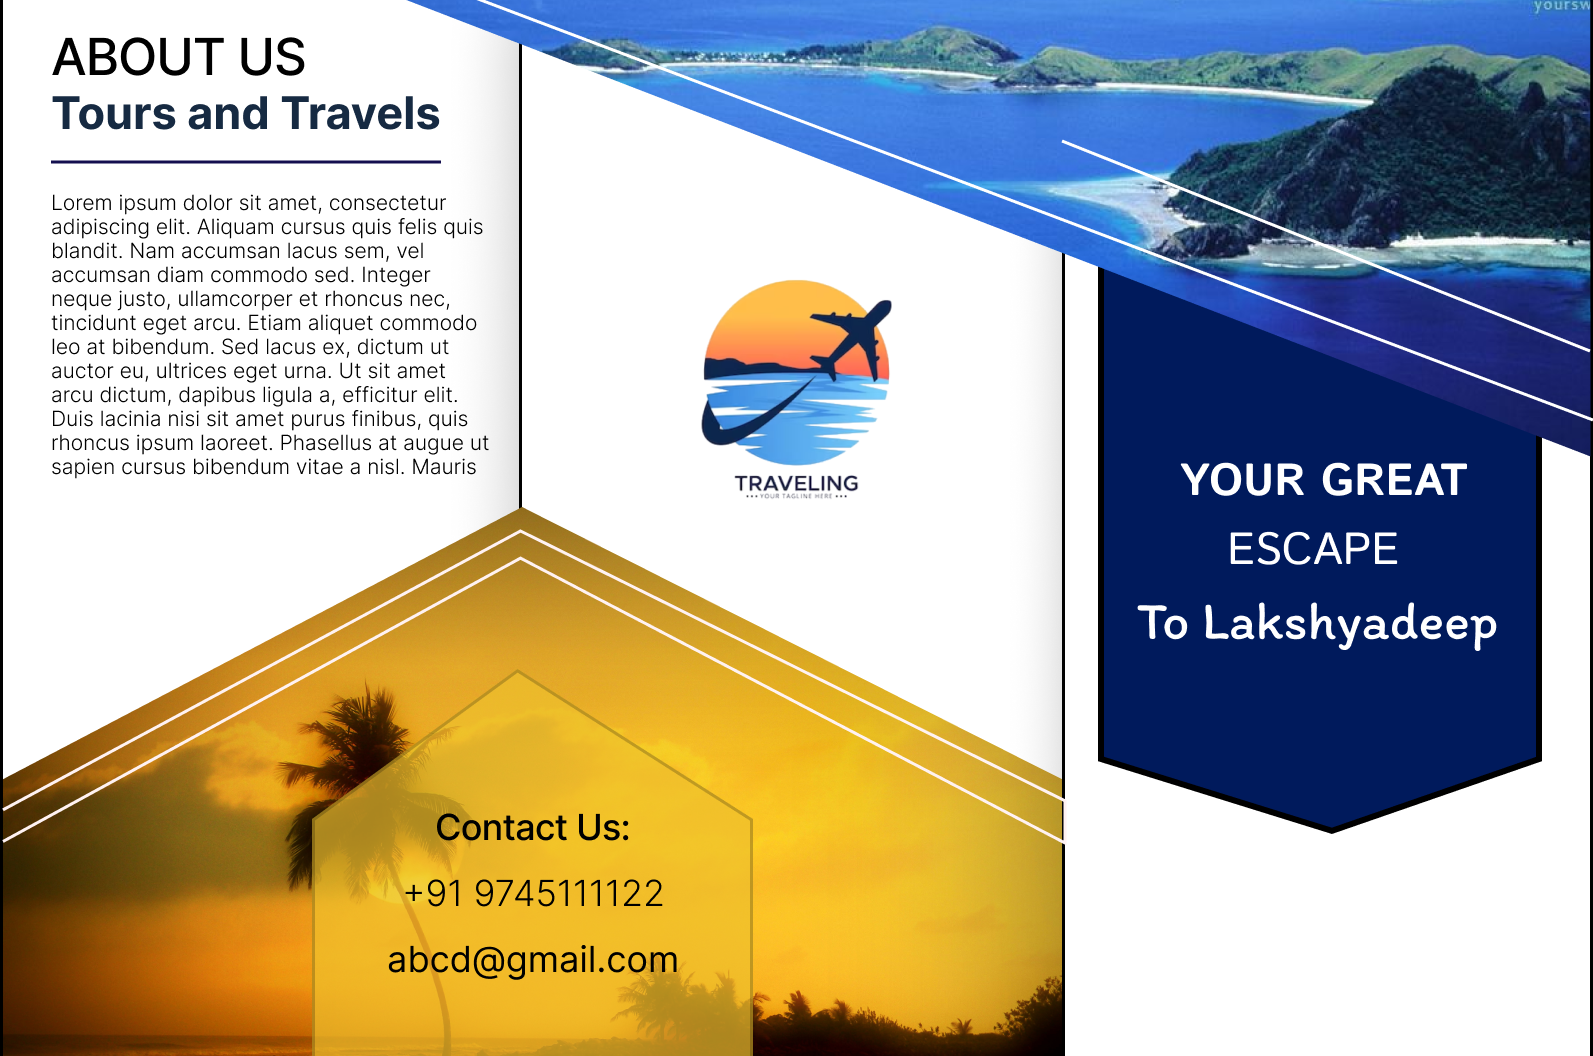 ABOUT US
Tours and Travels
Lorem ipsum dolor sit amet, consectetur
adipiscing elit. Aliquam cursus quis felis quis
blandit. Nam accumsan lacus sem, vel
accumsan diam commodo sed. Integer
neque justo, ullamcorper et rhoncus nec,
tincidunt eget arcu. Etiam aliquet commodo
leo at bibendum. Sed lacus ex, dictum ut
auctor eu, ultrices eget urna. Ut sit amet
arcu dictum, dapibus ligula a, efficitur elit.
Duis lacinia nisi sit amet purus finibus, quis
rhoncus ipsum laoreet. Phasellus at augue ut
sapien cursus bibendum vitae a nisl. Mauris
TRAVELING
••• YOUR TAGLINE HERE •••
Contact Us:
+91 9745111122
abcd@gmail.com
yoursw
YOUR GREAT
ESCAPE
To Lakshyadeep